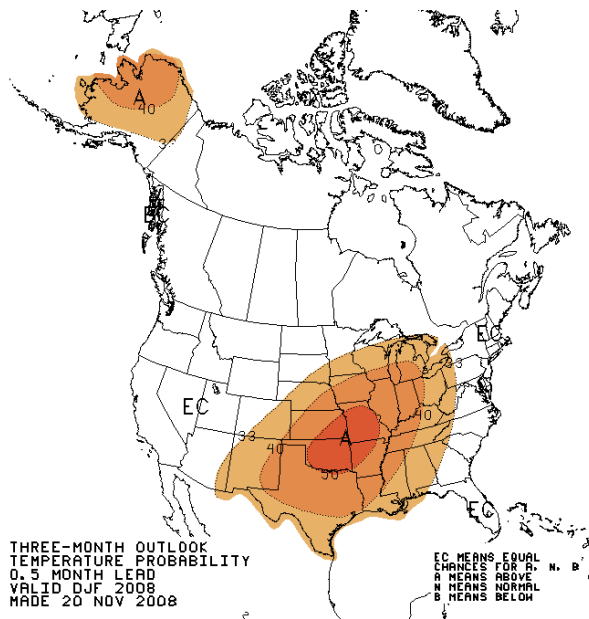 A
40
33
EC
EC
33
EC
A
40
33
40
50
EC
THREE-MONTH OUTLOOK
TEMPERATURE PROBABILITY
0.5 MONTH LEAD
VALID DJF 2008
MADE 20 NOV 2008
EC MEANS EQUAL
CHANCES FOR A, N, B
A MEANS ABOVE
N MEANS NORMAL
B MEANS BELOW